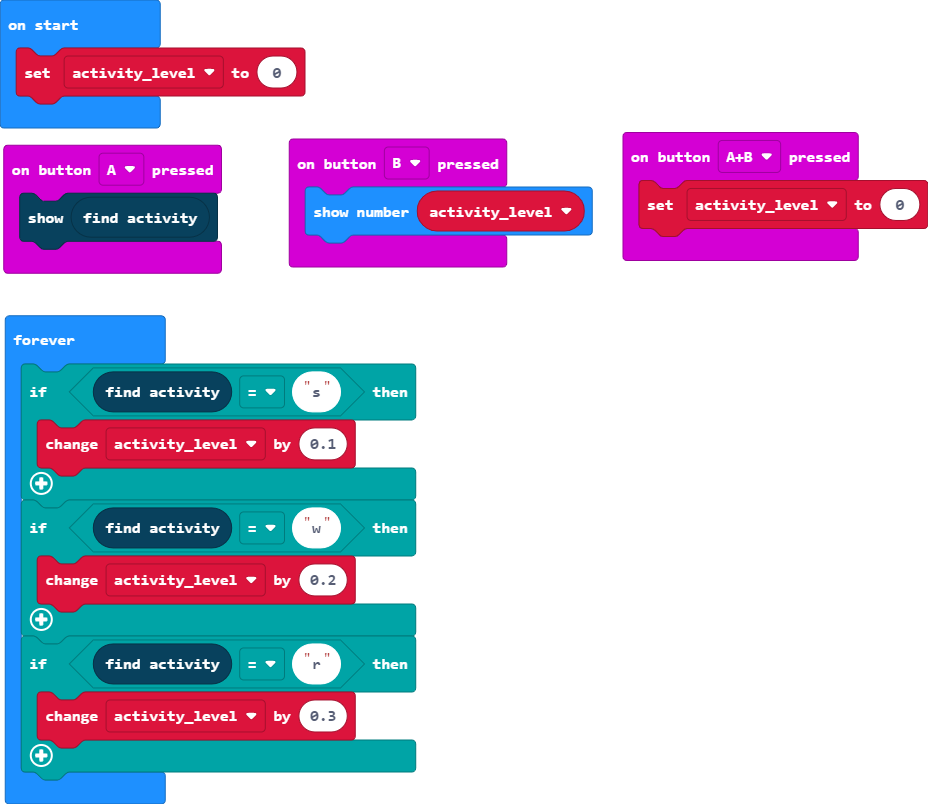 on start
set activity_level to 0
on button A pressed
show find activity
on button B pressed
show number activity_level
on button A+B pressed
set activity_level to 0
forever
if find activity = "s" then
change activity_level by 0.1
if find activity = "w" then
change activity_level by 0.2
if find activity = "r" then
change activity_level by 0.3